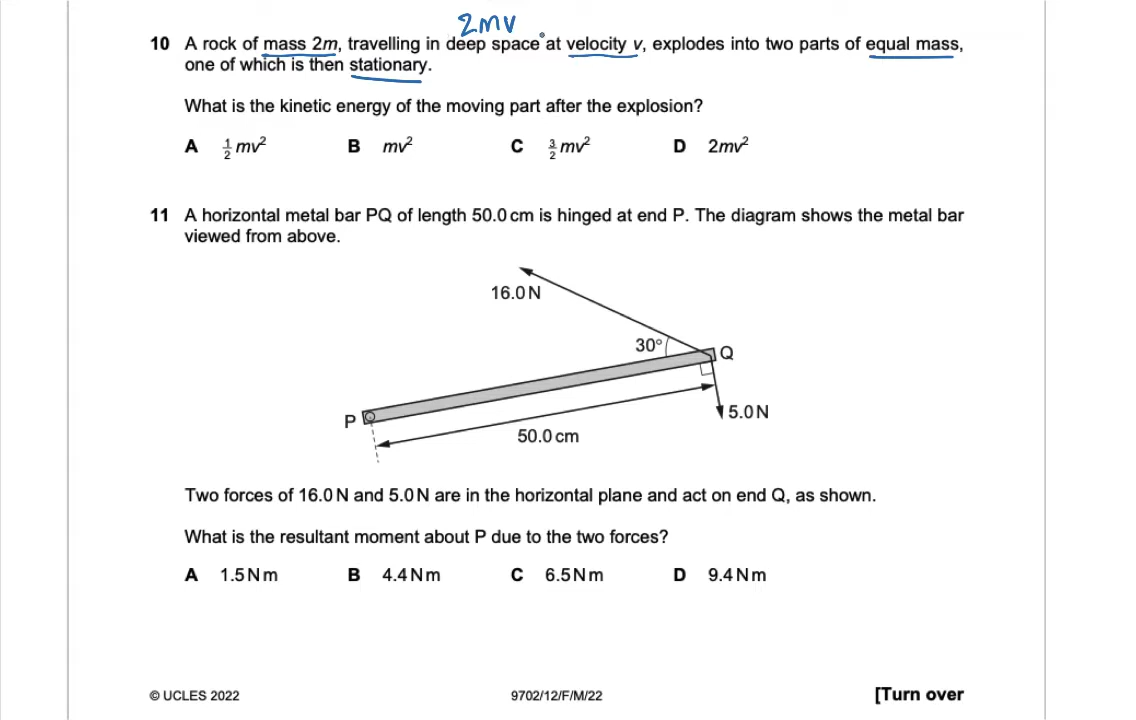 2mv
10 A rock of mass 2m, travelling in deep space at velocity v, explodes into two parts of equal mass,
one of which is then stationary.
What is the kinetic energy of the moving part after the explosion?
A ½mv² B mv² C 3/2 mv² D 2mv²
11 A horizontal metal bar PQ of length 50.0 cm is hinged at end P. The diagram shows the metal bar
viewed from above.
16.0 N
30°
Q
P
5.0 N
50.0 cm
Two forces of 16.0 N and 5.0 N are in the horizontal plane and act on end Q, as shown.
What is the resultant moment about P due to the two forces?
A 1.5 N m B 4.4 N m C 6.5 N m D 9.4 N m
© UCLES 2022 9702/12/F/M/22 [Turn over